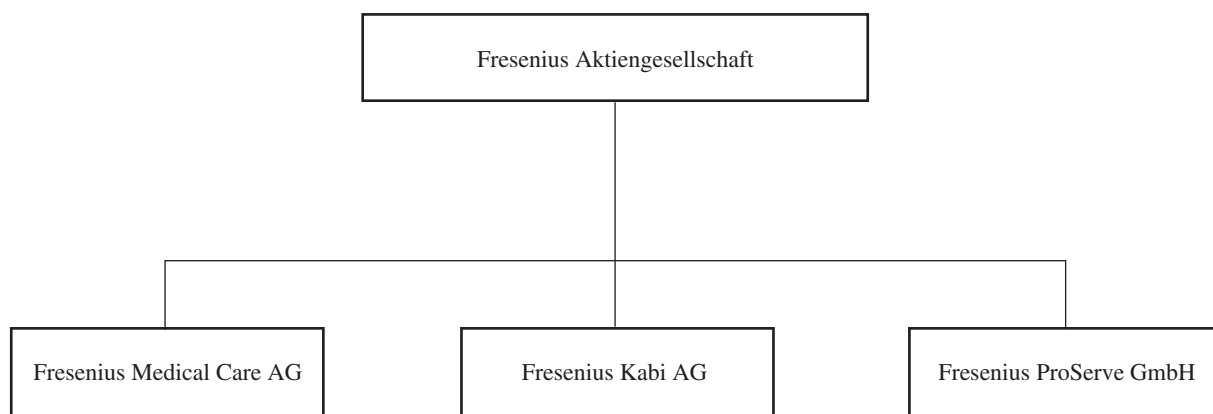 Fresenius Aktiengesellschaft
Fresenius Medical Care AG
Fresenius Kabi AG
Fresenius ProServe GmbH